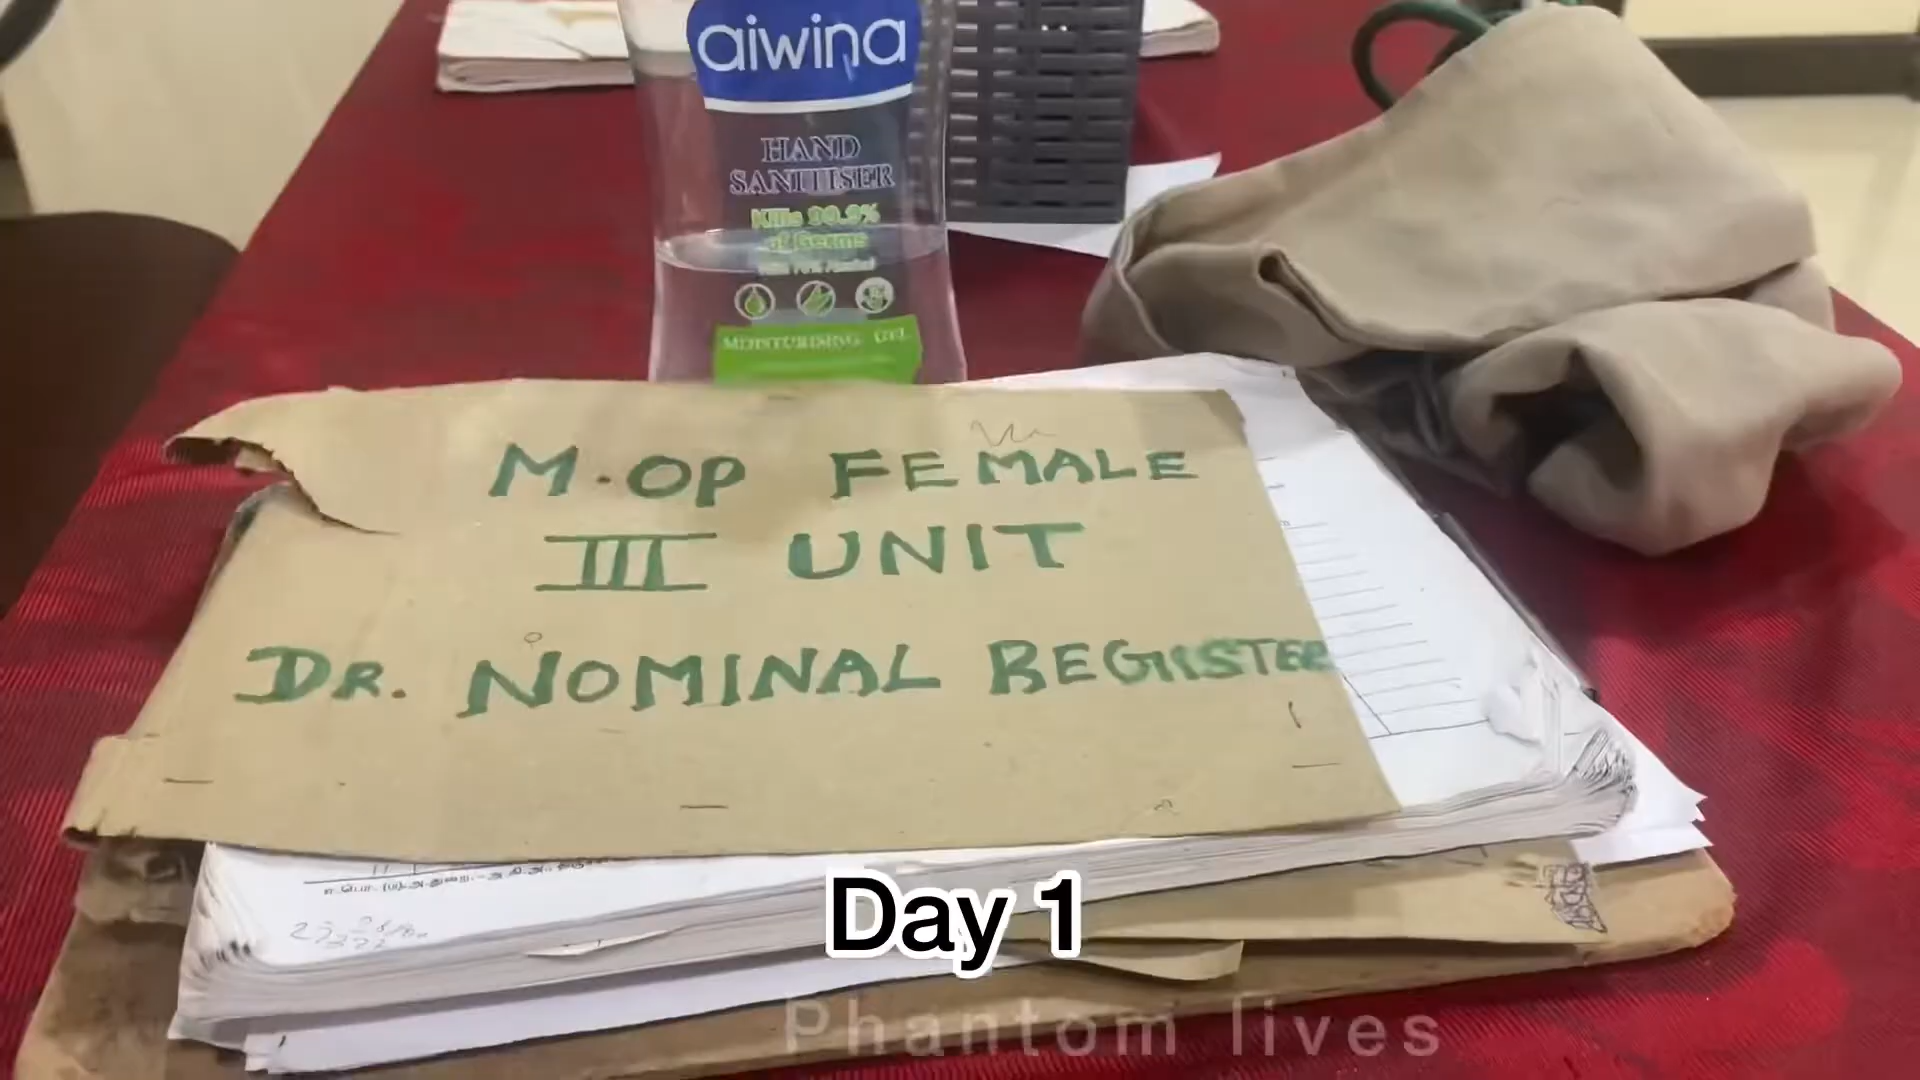 aiwina
HAND
SANITISER
Kills 99.9%
of Germs
MOISTURISING GEL
M.OP FEMALE
III UNIT
DR. NOMINAL REGISTER
Day 1
Phantom lives